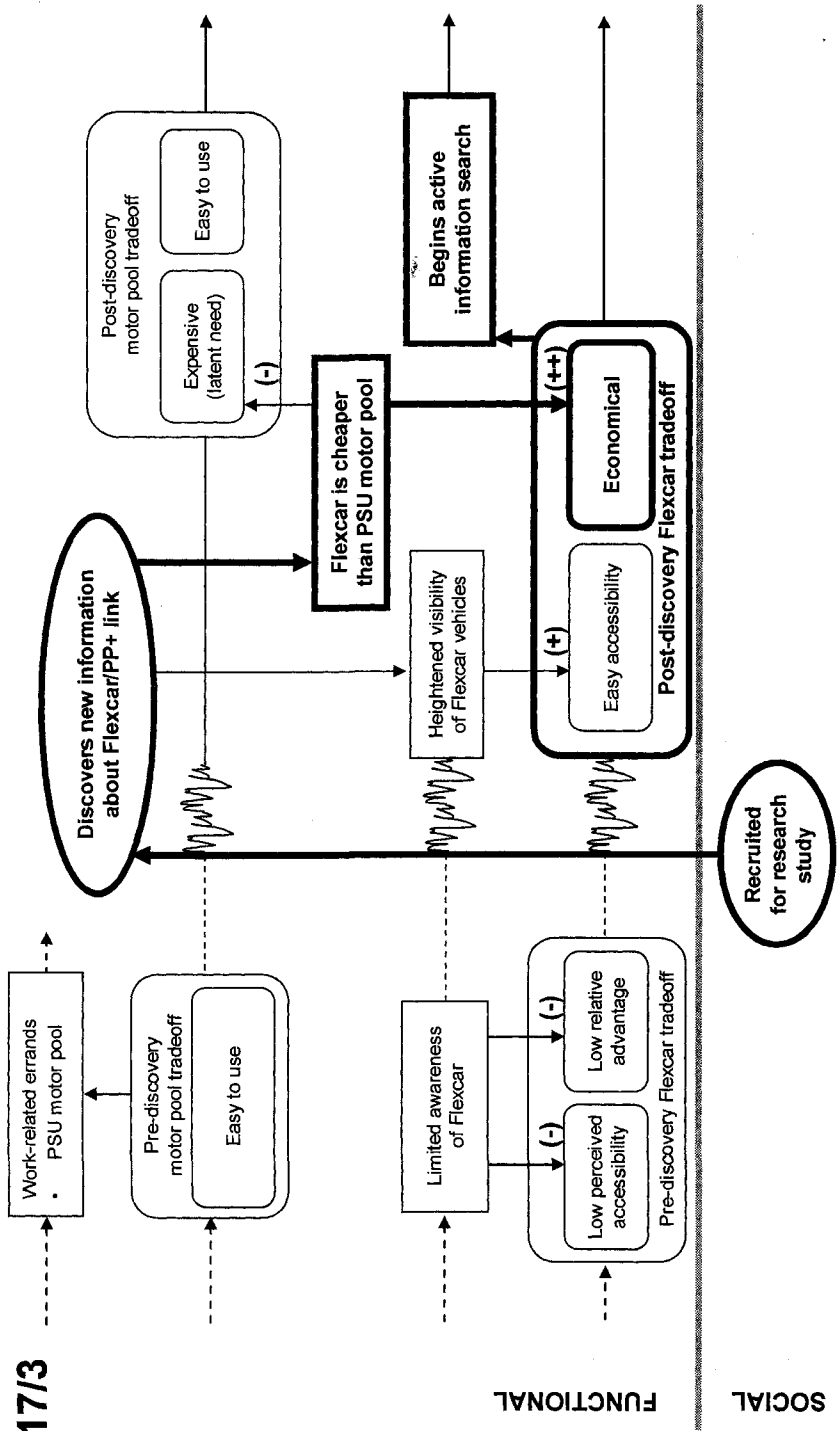 17/3
Work-related errands
• PSU motor pool
Pre-discovery
motor pool tradeoff
Easy to use
Limited awareness
of Flexcar
(-)
(-)
Low perceived
accessibility
Low relative
advantage
Pre-discovery Flexcar tradeoff
Discovers new information
about Flexcar/PP+ link
Recruited
for research
study
Post-discovery
motor pool tradeoff
Expensive
(latent need)
Easy to use
(-)
Flexcar is cheaper
than PSU motor pool
Heightened visibility
of Flexcar vehicles
Begins active
information search
(+)
(++)
Easy accessibility
Economical
Post-discovery Flexcar tradeoff
FUNCTIONAL
SOCIAL